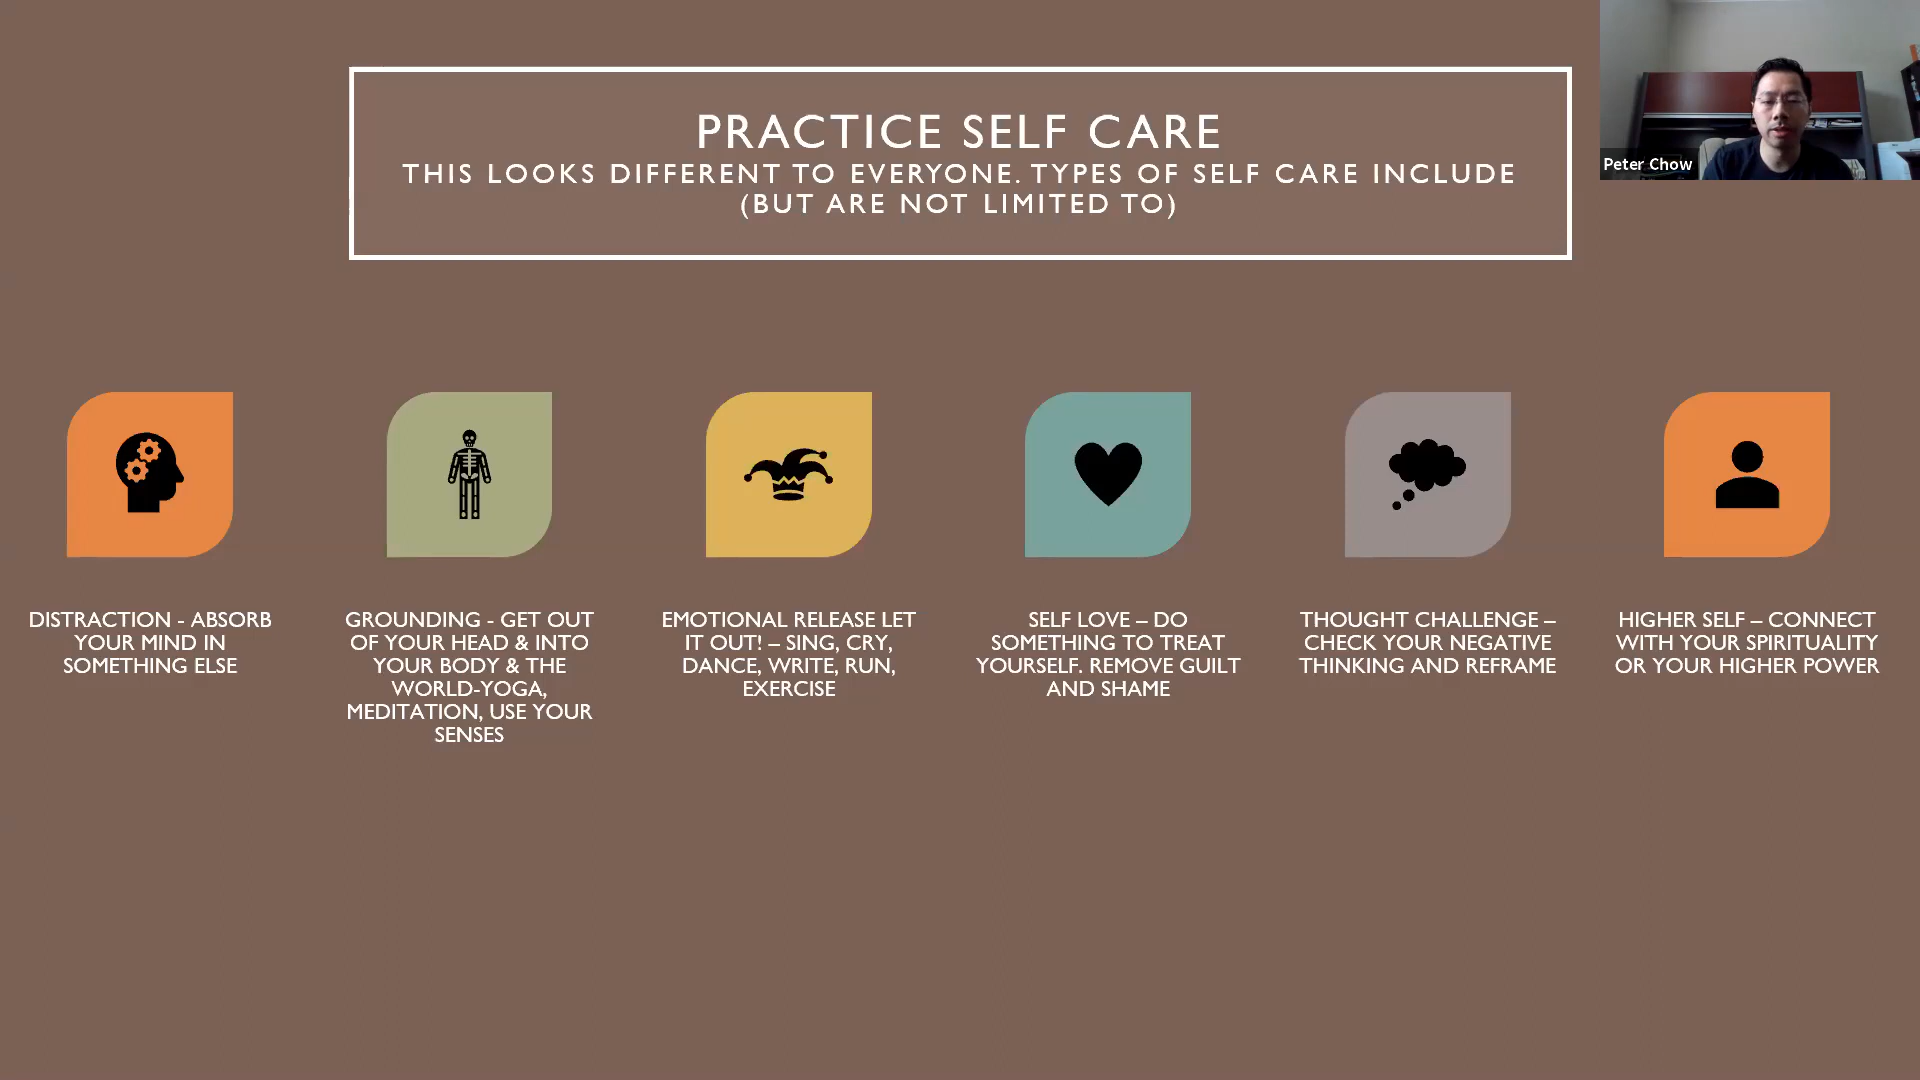 PRACTICE SELF CARE
THIS LOOKS DIFFERENT TO EVERYONE. TYPES OF SELF CARE INCLUDE
(BUT ARE NOT LIMITED TO)
Peter Chow
DISTRACTION - ABSORB
YOUR MIND IN
SOMETHING ELSE
GROUNDING - GET OUT
OF YOUR HEAD & INTO
YOUR BODY & THE
WORLD-YOGA,
MEDITATION, USE YOUR
SENSES
EMOTIONAL RELEASE LET
IT OUT! – SING, CRY,
DANCE, WRITE, RUN,
EXERCISE
SELF LOVE – DO
SOMETHING TO TREAT
YOURSELF. REMOVE GUILT
AND SHAME
THOUGHT CHALLENGE –
CHECK YOUR NEGATIVE
THINKING AND REFRAME
HIGHER SELF – CONNECT
WITH YOUR SPIRITUALITY
OR YOUR HIGHER POWER